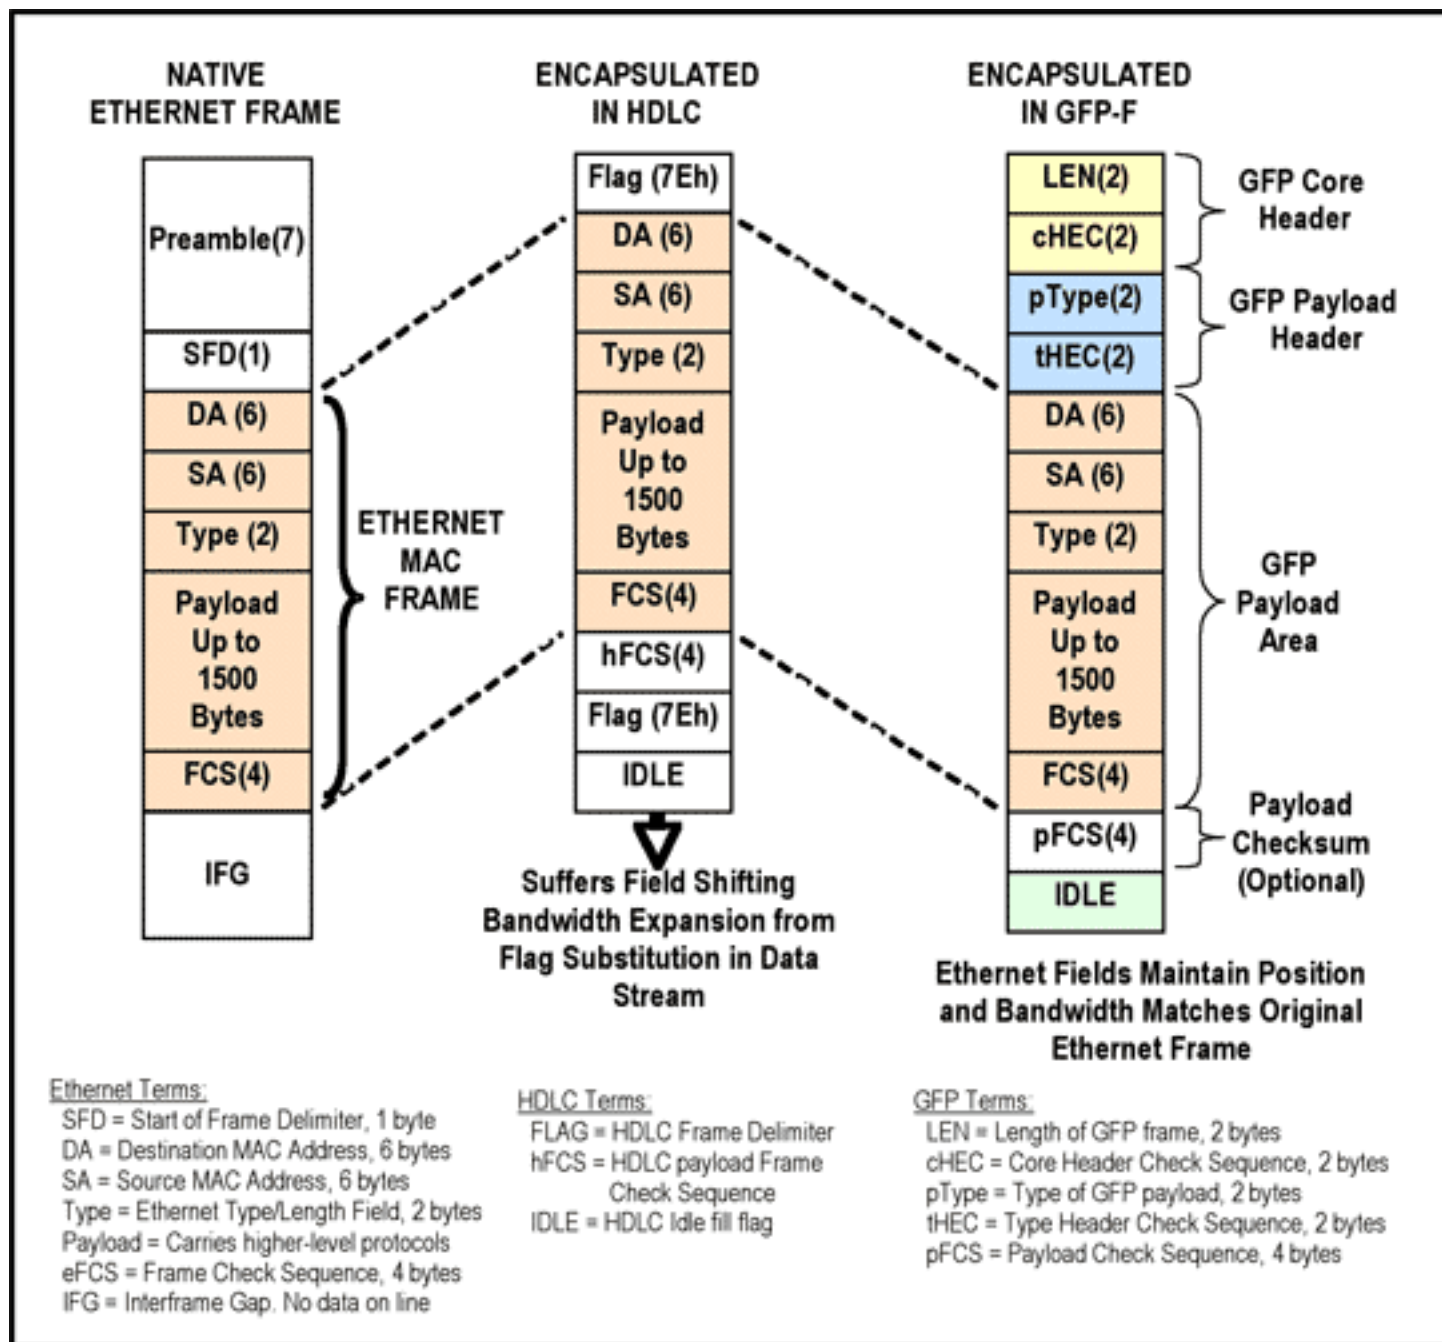 NATIVE
ETHERNET FRAME
Preamble(7)
SFD(1)
DA (6)
SA (6)
Type (2)
Payload
Up to
1500
Bytes
FCS(4)
IFG
ETHERNET
MAC
FRAME
ENCAPSULATED
IN HDLC
Flag (7Eh)
DA (6)
SA (6)
Type (2)
Payload
Up to
1500
Bytes
FCS(4)
hFCS(4)
Flag (7Eh)
IDLE
Suffers Field Shifting
Bandwidth Expansion from
Flag Substitution in Data
Stream
ENCAPSULATED
IN GFP-F
LEN(2)
cHEC(2)
pType(2)
tHEC(2)
DA (6)
SA (6)
Type (2)
Payload
Up to
1500
Bytes
FCS(4)
pFCS(4)
IDLE
GFP Core
Header
GFP Payload
Header
GFP
Payload
Area
Payload
Checksum
(Optional)
Ethernet Fields Maintain Position
and Bandwidth Matches Original
Ethernet Frame
Ethernet Terms:
SFD = Start of Frame Delimiter, 1 byte
DA = Destination MAC Address, 6 bytes
SA = Source MAC Address, 6 bytes
Type = Ethernet Type/Length Field, 2 bytes
Payload = Carries higher-level protocols
eFCS = Frame Check Sequence, 4 bytes
IFG = Interframe Gap. No data on line
HDLC Terms:
FLAG = HDLC Frame Delimiter
hFCS = HDLC payload Frame
Check Sequence
IDLE = HDLC Idle fill flag
GFP Terms:
LEN = Length of GFP frame, 2 bytes
cHEC = Core Header Check Sequence, 2 bytes
pType = Type of GFP payload, 2 bytes
tHEC = Type Header Check Sequence, 2 bytes
pFCS = Payload Check Sequence, 4 bytes